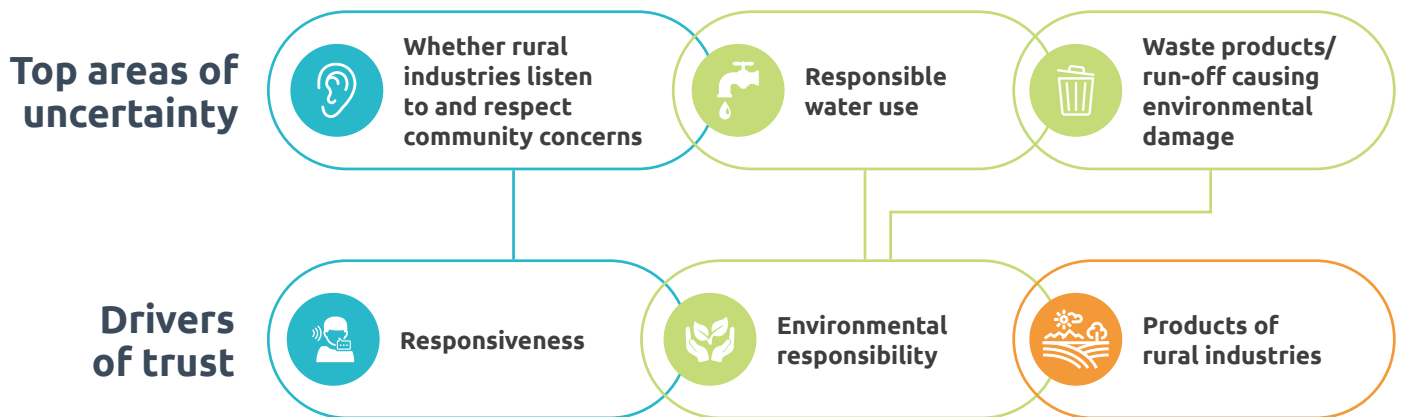 Top areas of
uncertainty
Whether rural
industries listen
to and respect
community concerns
Responsible
water use
Waste products/
run-off causing
environmental
damage
Drivers
of trust
Responsiveness
Environmental
responsibility
Products of
rural industries